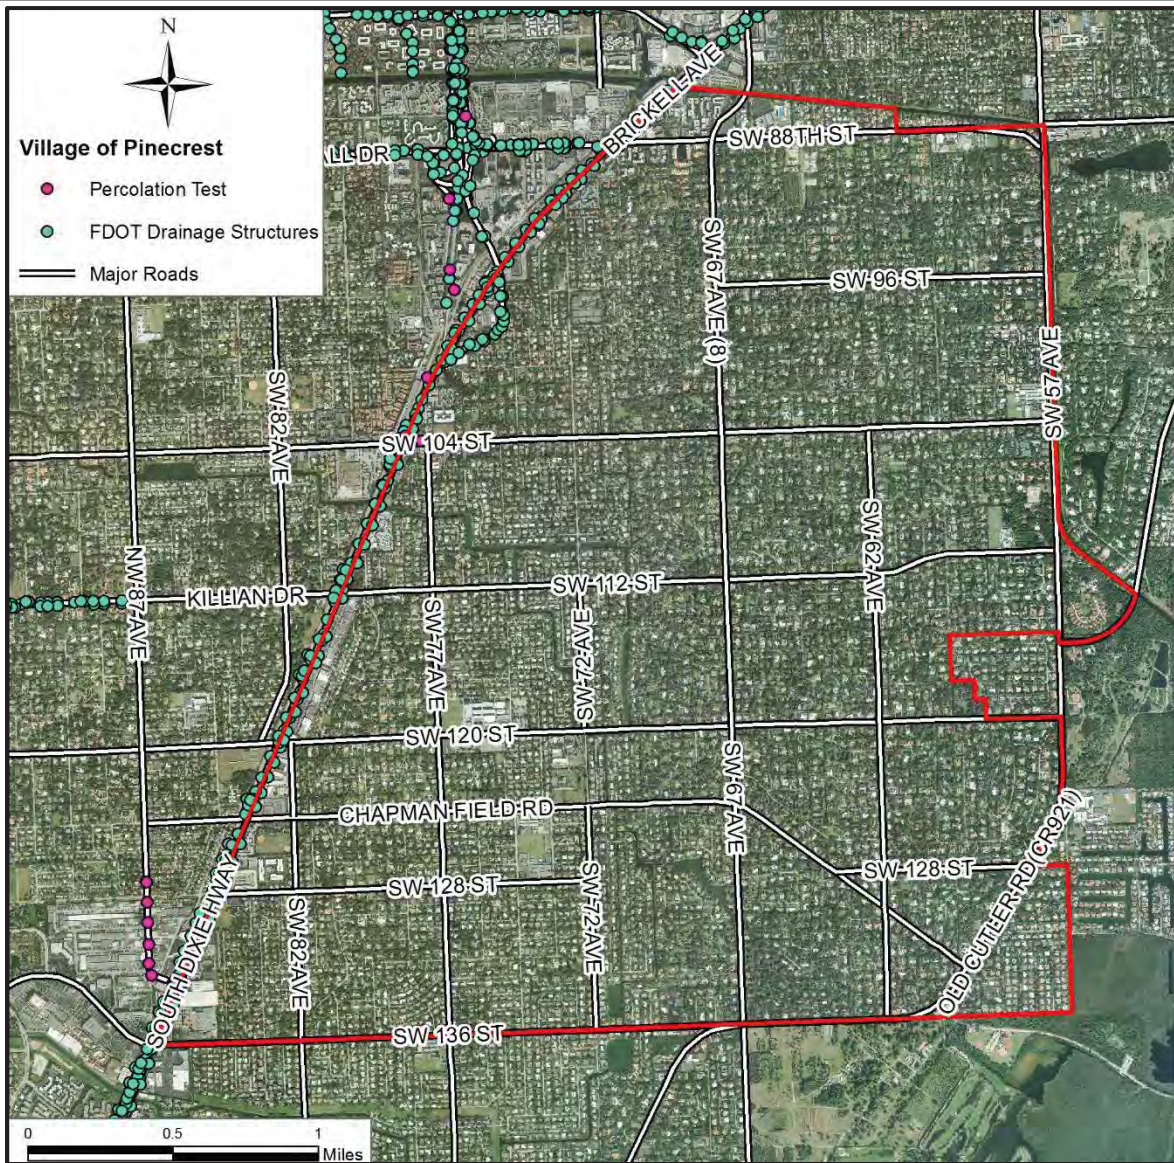 N
Village of Pinecrest
Percolation Test
FDOT Drainage Structures
Major Roads
ALL DR
BRICKELL AVE
SW 88TH ST
SW 67 AVE (8)
SW 96 ST
SW 57 AVE
SW 82 AVE
SW 104 ST
NW 87 AVE
KILLIAN DR
SW 112 ST
SW 62 AVE
SW 77 AVE
SW 72 AVE
SW 120 ST
SW 67 AVE
CHAPMAN FIELD RD
OLD CUTLER RD (CR921)
SW 128 ST
SW 128 ST
SOUTH DIXIE HWAY
SW 82 AVE
SW 72 AVE
SW 136 ST
0 0.5 1
Miles